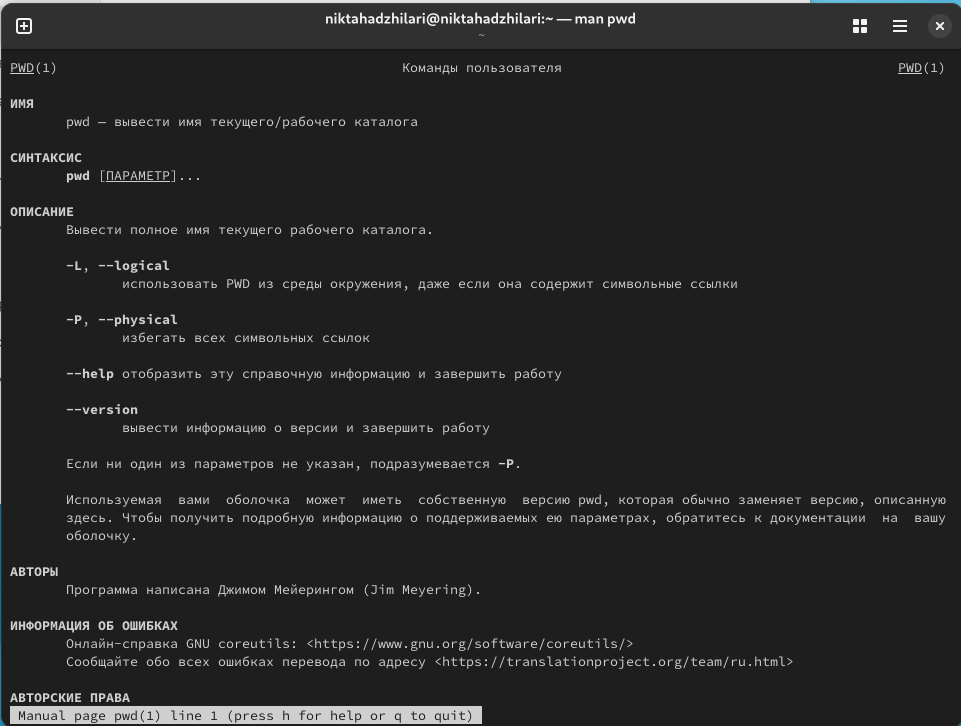 niktahadzhilari@niktahadzhilari:~ — man pwd
~
PWD(1) Команды пользователя PWD(1)
ИМЯ
pwd – вывести имя текущего/рабочего каталога
СИНТАКСИС
pwd [ПАРАМЕТР]...
ОПИСАНИЕ
Вывести полное имя текущего рабочего каталога.
-L, --logical
использовать PWD из среды окружения, даже если она содержит символьные ссылки
-P, --physical
избегать всех символьных ссылок
--help отобразить эту справочную информацию и завершить работу
--version
вывести информацию о версии и завершить работу
Если ни один из параметров не указан, подразумевается -P.
Используемая вами оболочка может иметь собственную версию pwd, которая обычно заменяет версию, описанную
здесь. Чтобы получить подробную информацию о поддерживаемых ею параметрах, обратитесь к документации на вашу
оболочку.
АВТОРЫ
Программа написана Джимом Мейерингом (Jim Meyering).
ИНФОРМАЦИЯ ОБ ОШИБКАХ
Онлайн-справка GNU coreutils: <https://www.gnu.org/software/coreutils/>
Сообщайте обо всех ошибках перевода по адресу <https://translationproject.org/team/ru.html>
АВТОРСКИЕ ПРАВА
Manual page pwd(1) line 1 (press h for help or q to quit)